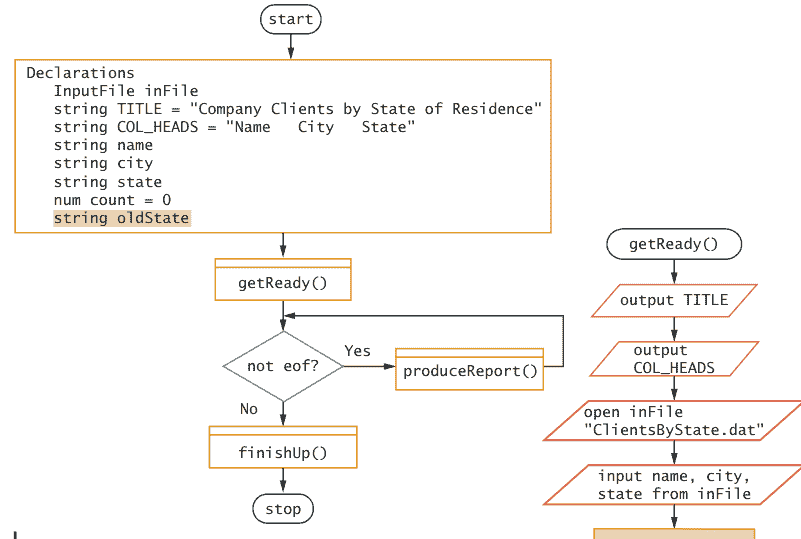 start
Declarations
InputFile inFile
string TITLE = "Company Clients by State of Residence"
string COL_HEADS = "Name   City   State"
string name
string city
string state
num count = 0
string oldState
getReady()
not eof?
Yes
produceReport()
No
finishUp()
stop
getReady()
output TITLE
output
COL_HEADS
open inFile
"ClientsByState.dat"
input name, city,
state from inFile